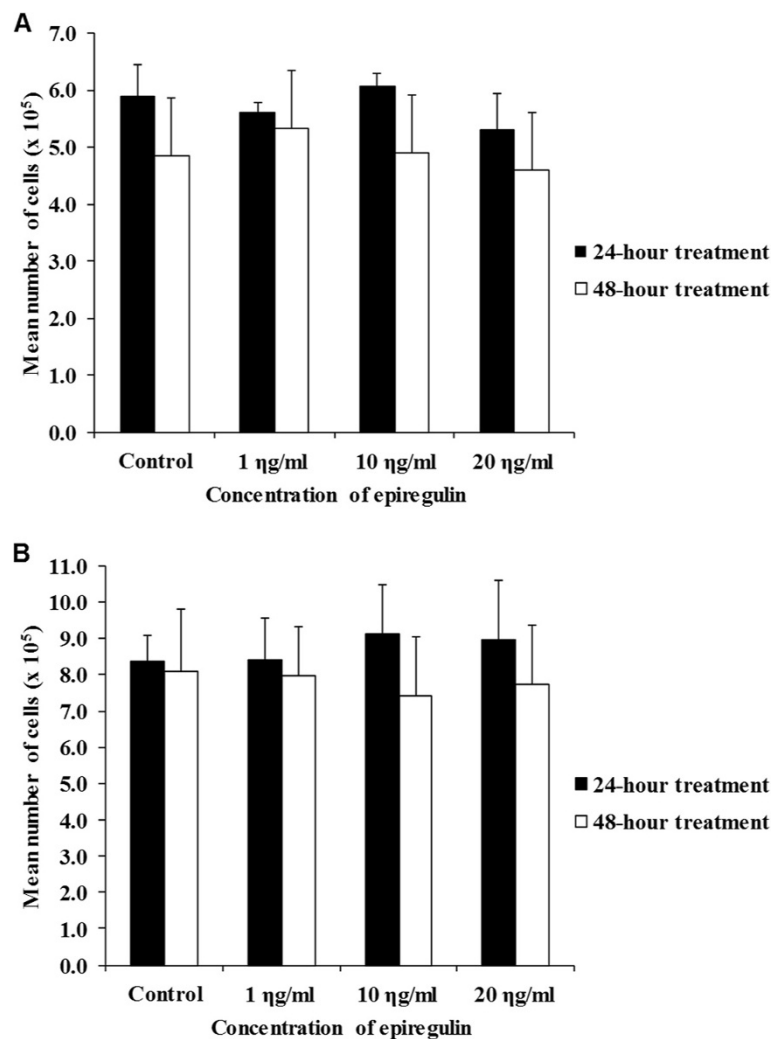 A
7.0
6.0
5.0
4.0
3.0
2.0
1.0
0.0
Mean number of cells (x 10⁵)
Control 1 ηg/ml 10 ηg/ml 20 ηg/ml
Concentration of epiregulin
24-hour treatment
48-hour treatment
B
11.0
10.0
9.0
8.0
7.0
6.0
5.0
4.0
3.0
2.0
1.0
0.0
Mean number of cells (x 10⁵)
Control 1 ηg/ml 10 ηg/ml 20 ηg/ml
Concentration of epiregulin
24-hour treatment
48-hour treatment